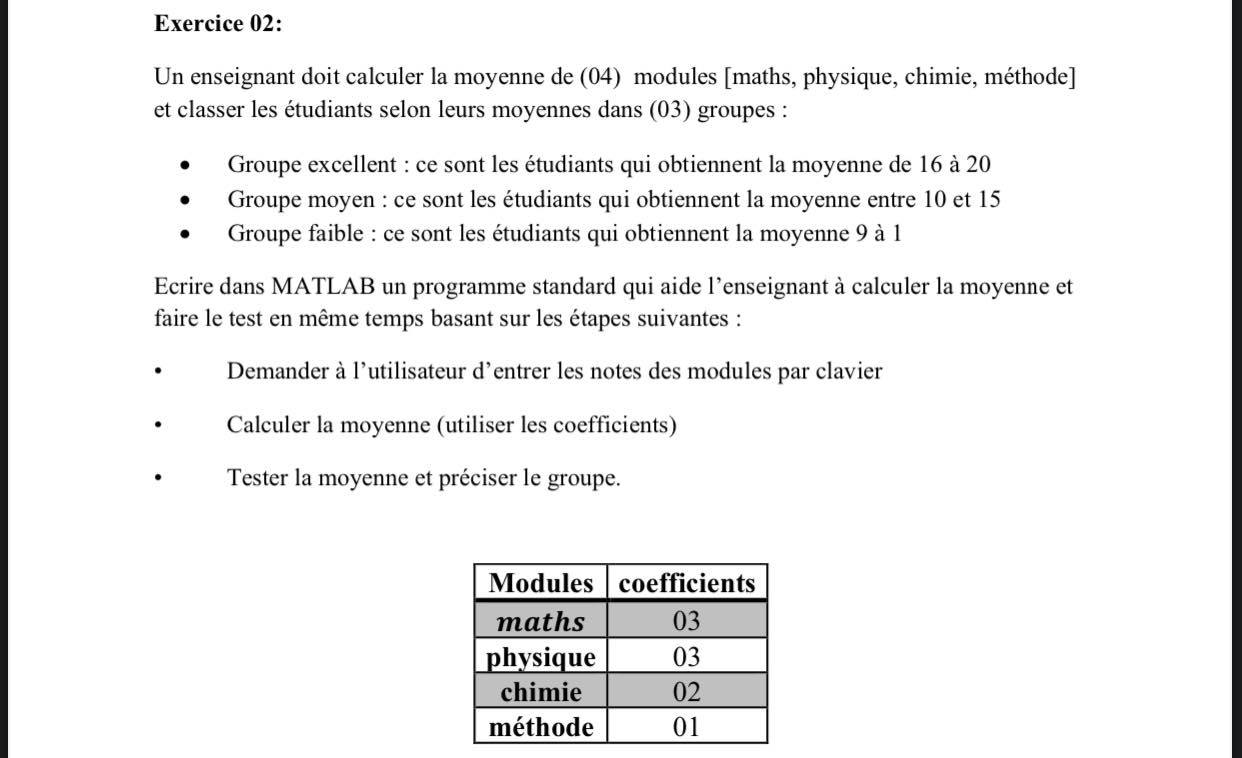 Exercice 02:
Un enseignant doit calculer la moyenne de (04) modules [maths, physique, chimie, méthode]
et classer les étudiants selon leurs moyennes dans (03) groupes :
• Groupe excellent : ce sont les étudiants qui obtiennent la moyenne de 16 à 20
• Groupe moyen : ce sont les étudiants qui obtiennent la moyenne entre 10 et 15
• Groupe faible : ce sont les étudiants qui obtiennent la moyenne 9 à 1
Ecrire dans MATLAB un programme standard qui aide l’enseignant à calculer la moyenne et
faire le test en même temps basant sur les étapes suivantes :
• Demander à l’utilisateur d’entrer les notes des modules par clavier
• Calculer la moyenne (utiliser les coefficients)
• Tester la moyenne et préciser le groupe.
Modules coefficients
maths 03
physique 03
chimie 02
méthode 01